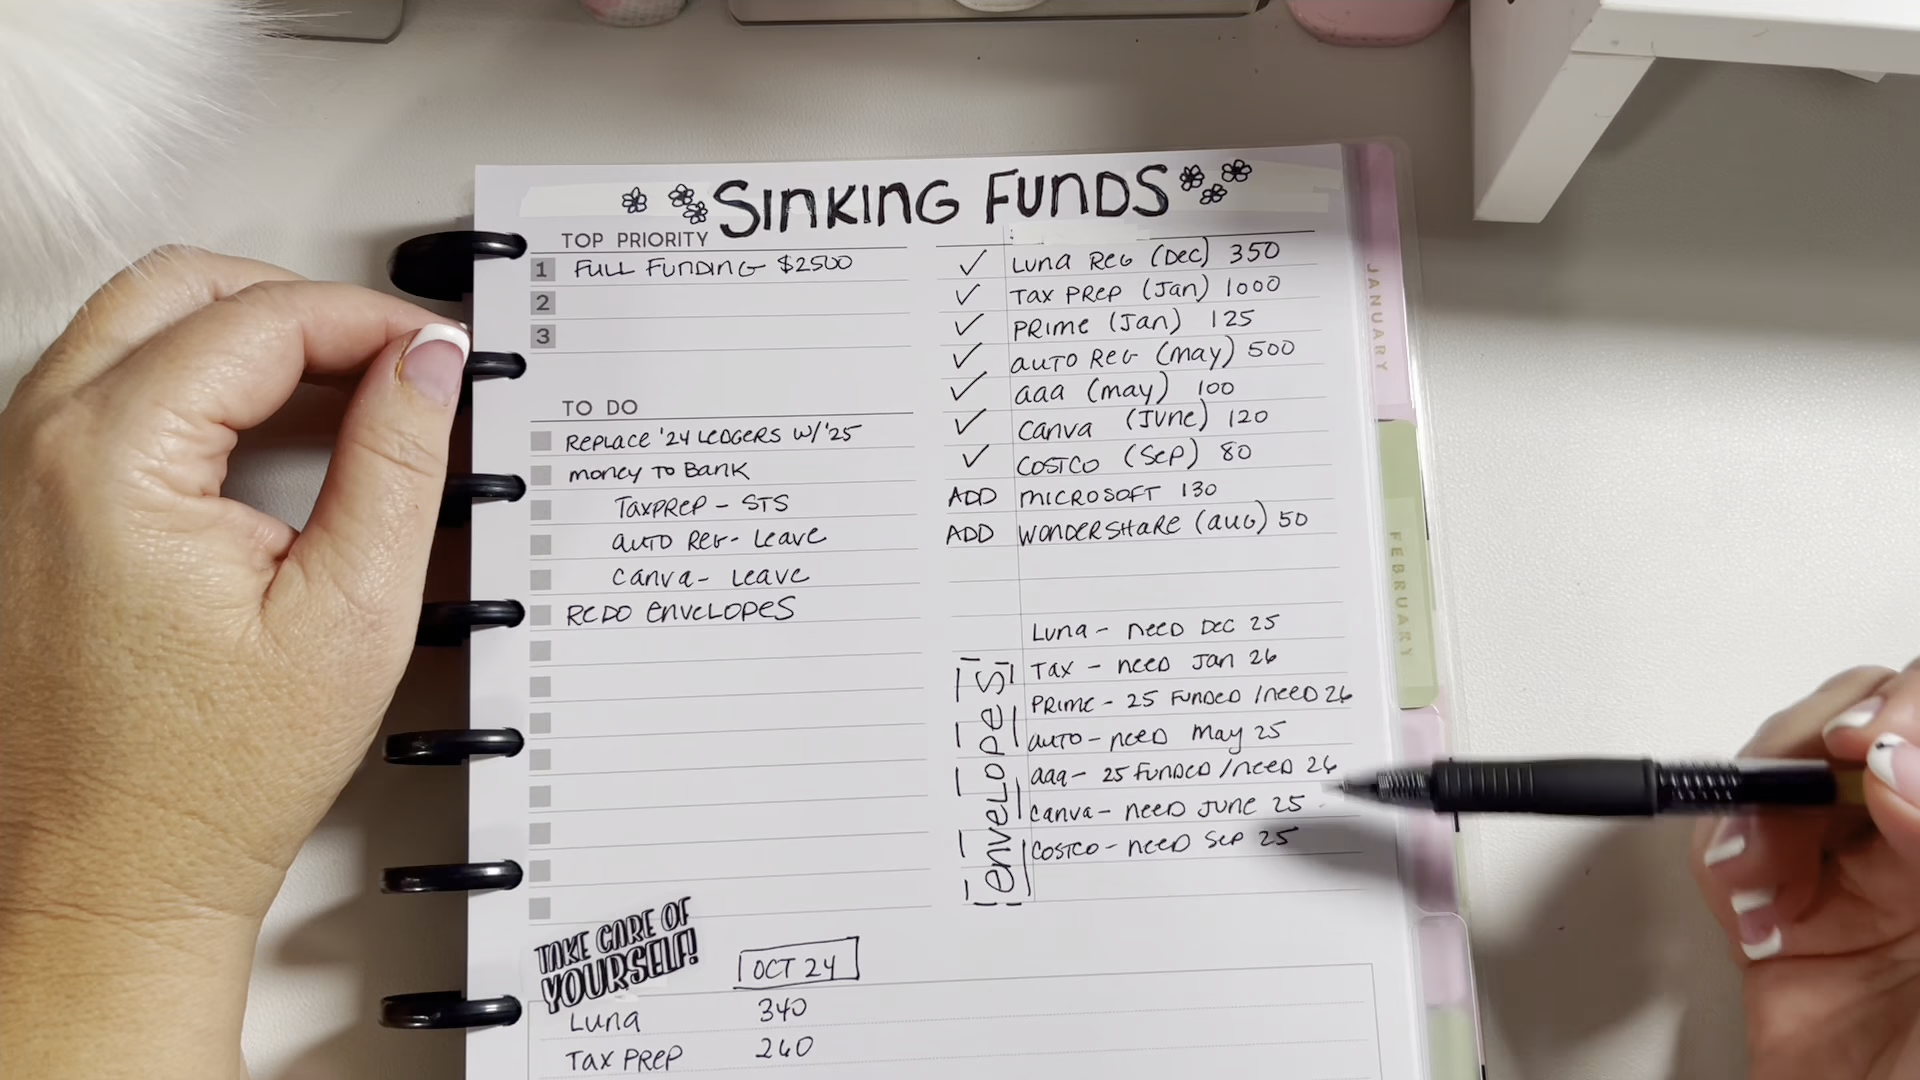 SINKING FUNDS
TOP PRIORITY
1 FULL FUNDING $2500
2
3
TO DO
REPLACE '24 LEDGERS W/'25
money TO BANK
TAXPREP - STS
AUTO REG - LEAVE
CANVA - LEAVE
REDO ENVELOPES
✓ LUNA REG (DEC) 350
✓ TAX PREP (JAN) 1000
✓ PRIME (JAN) 125
✓ AUTO REG (MAY) 500
✓ aaa (MAY) 100
✓ CANVA (JUNE) 120
✓ COSTCO (SEP) 80
ADD MICROSOFT 130
ADD WONDERSHARE (AUG) 50
ENVELOPES
LUNA - NEED DEC 25
TAX - NEED JAN 26
PRIME - 25 FUNDED / NEED 26
AUTO - NEED MAY 25
aaa - 25 FUNDED / NEED 26
CANVA - NEED JUNE 25
COSTCO - NEED SEP 25
TAKE CARE OF
YOURSELF!
OCT 24
LUNA 340
TAX PREP 260
JANUARY
FEBRUARY